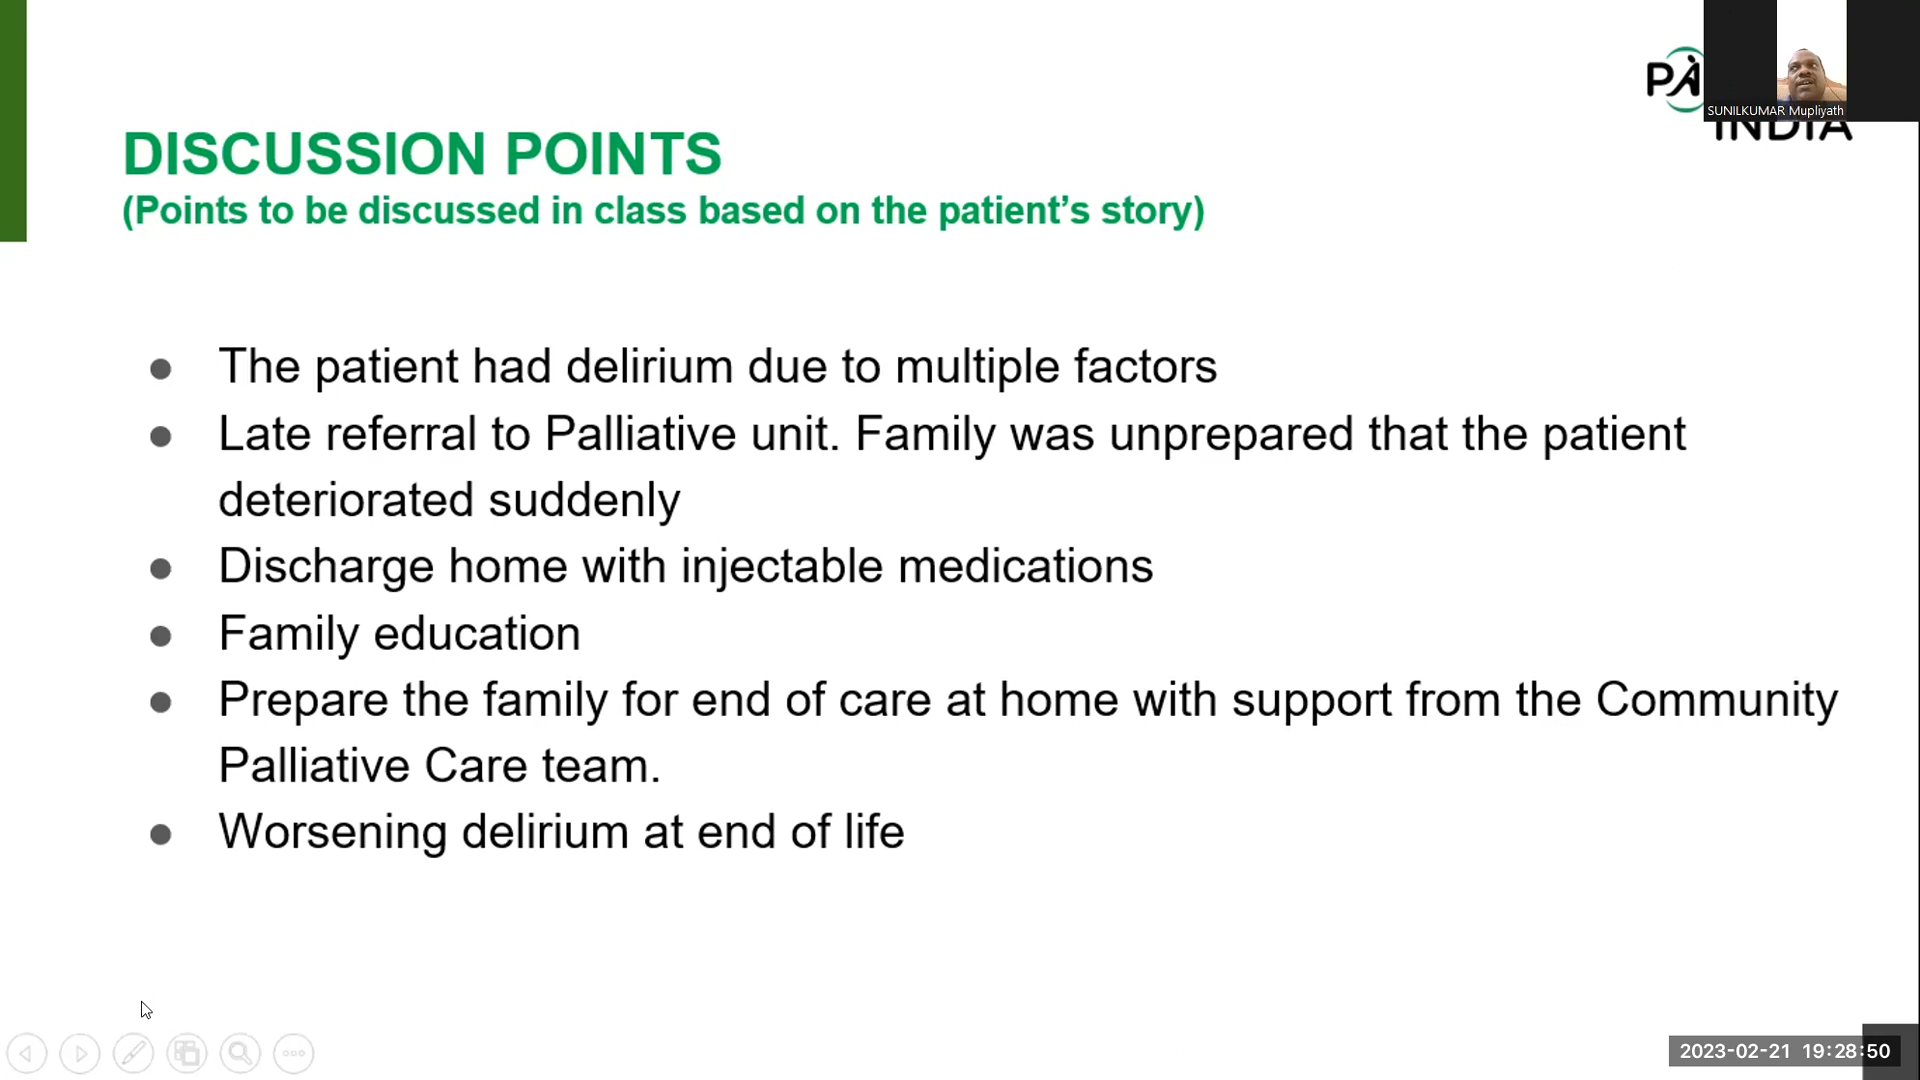 PA
INDIA
SUNILKUMAR Mupliyath
DISCUSSION POINTS
(Points to be discussed in class based on the patient’s story)
● The patient had delirium due to multiple factors
● Late referral to Palliative unit. Family was unprepared that the patient
deteriorated suddenly
● Discharge home with injectable medications
● Family education
● Prepare the family for end of care at home with support from the Community
Palliative Care team.
● Worsening delirium at end of life
2023-02-21 19:28:50